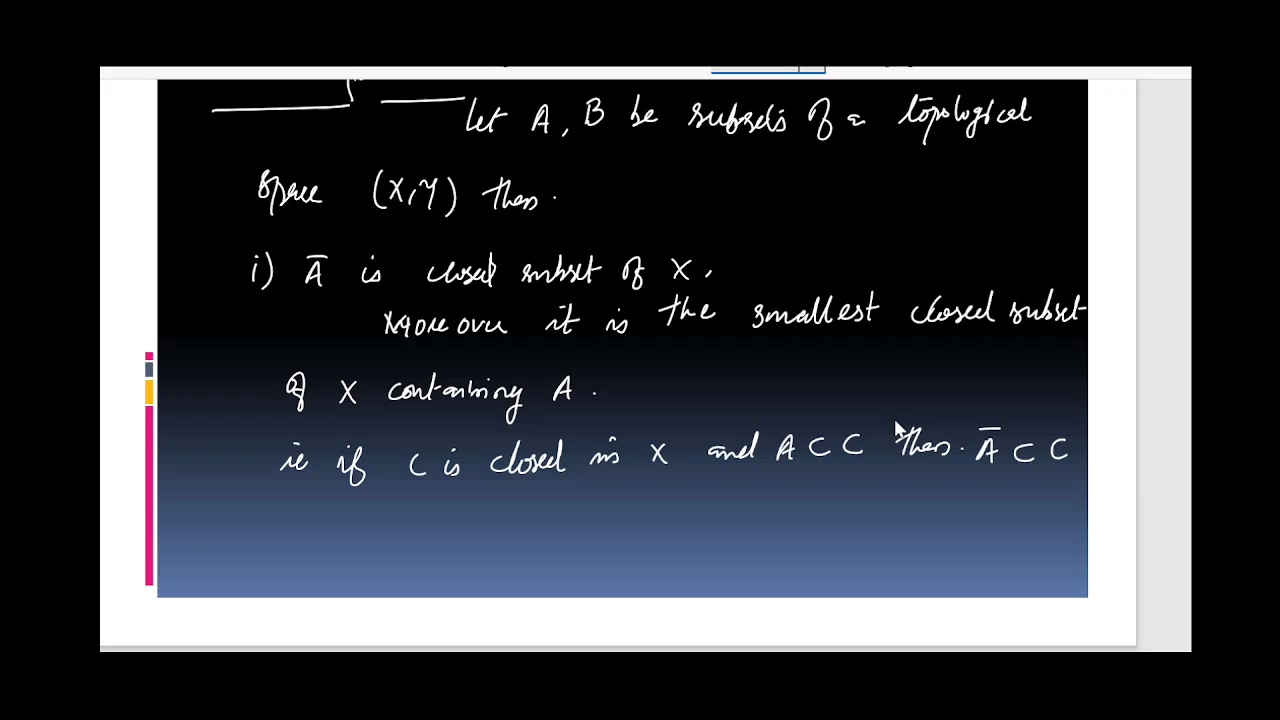 let A, B be subsets of a topological
space (X, 𝒯) then.
i) A̅ is closed subset of X,
Moreover it is the smallest closed subset
of X containing A.
ie if C is closed in X and A ⊂ C then. A̅ ⊂ C